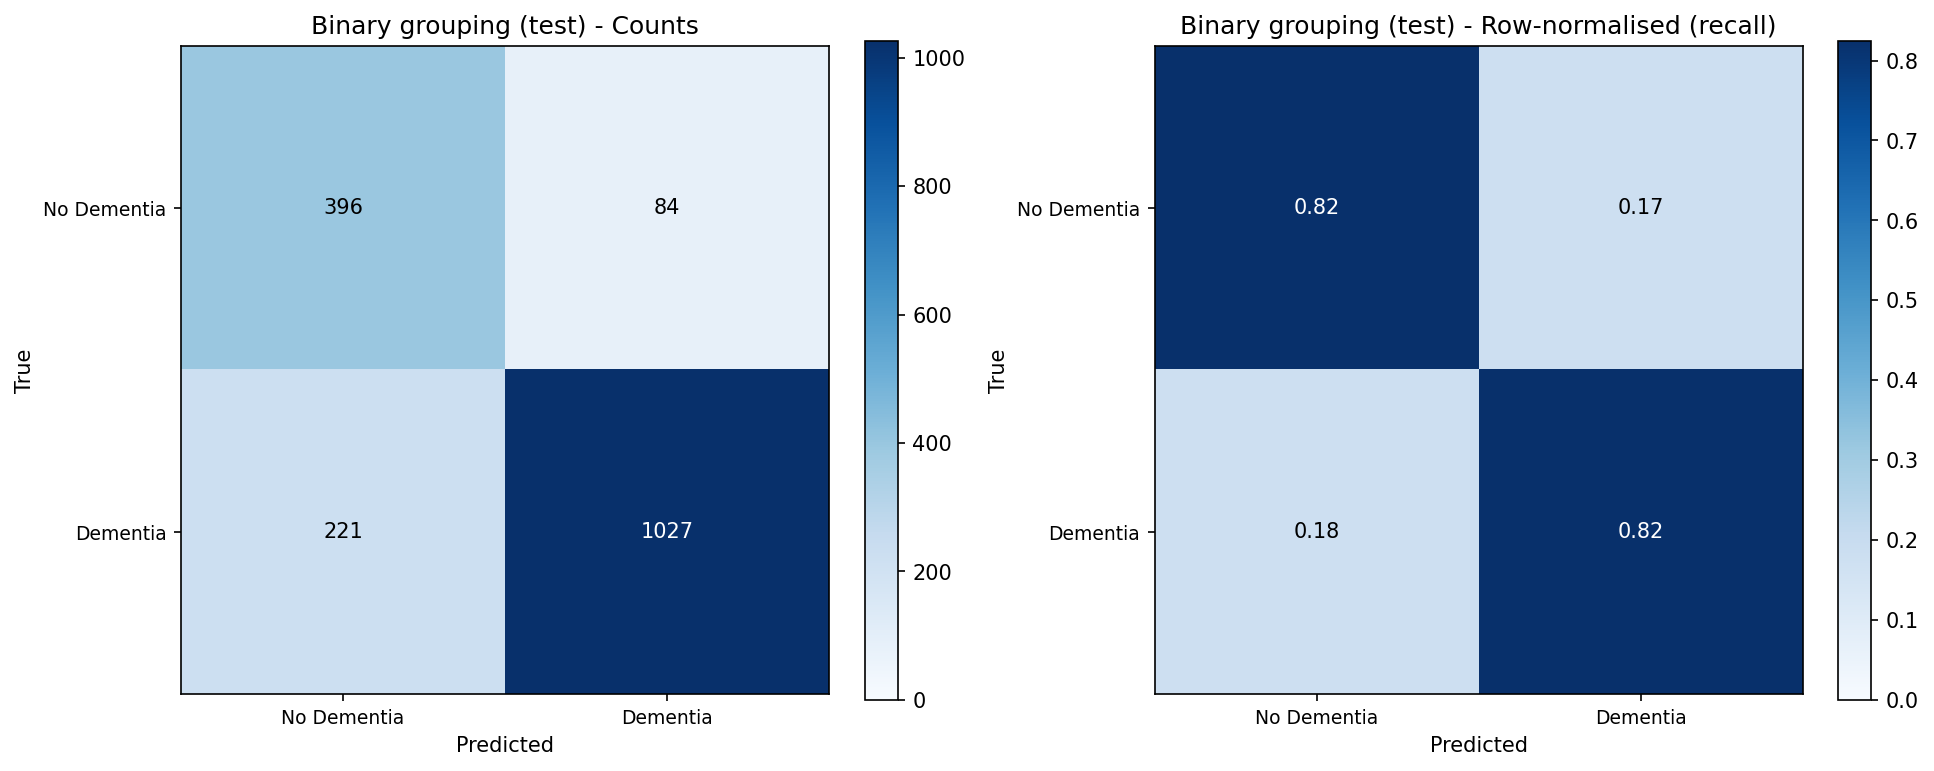 Binary grouping (test) - Counts
No Dementia
Dementia
True
396
84
221
1027
No Dementia
Dementia
Predicted
1000
800
600
400
200
0
Binary grouping (test) - Row-normalised (recall)
No Dementia
Dementia
True
0.82
0.17
0.18
0.82
No Dementia
Dementia
Predicted
0.8
0.7
0.6
0.5
0.4
0.3
0.2
0.1
0.0